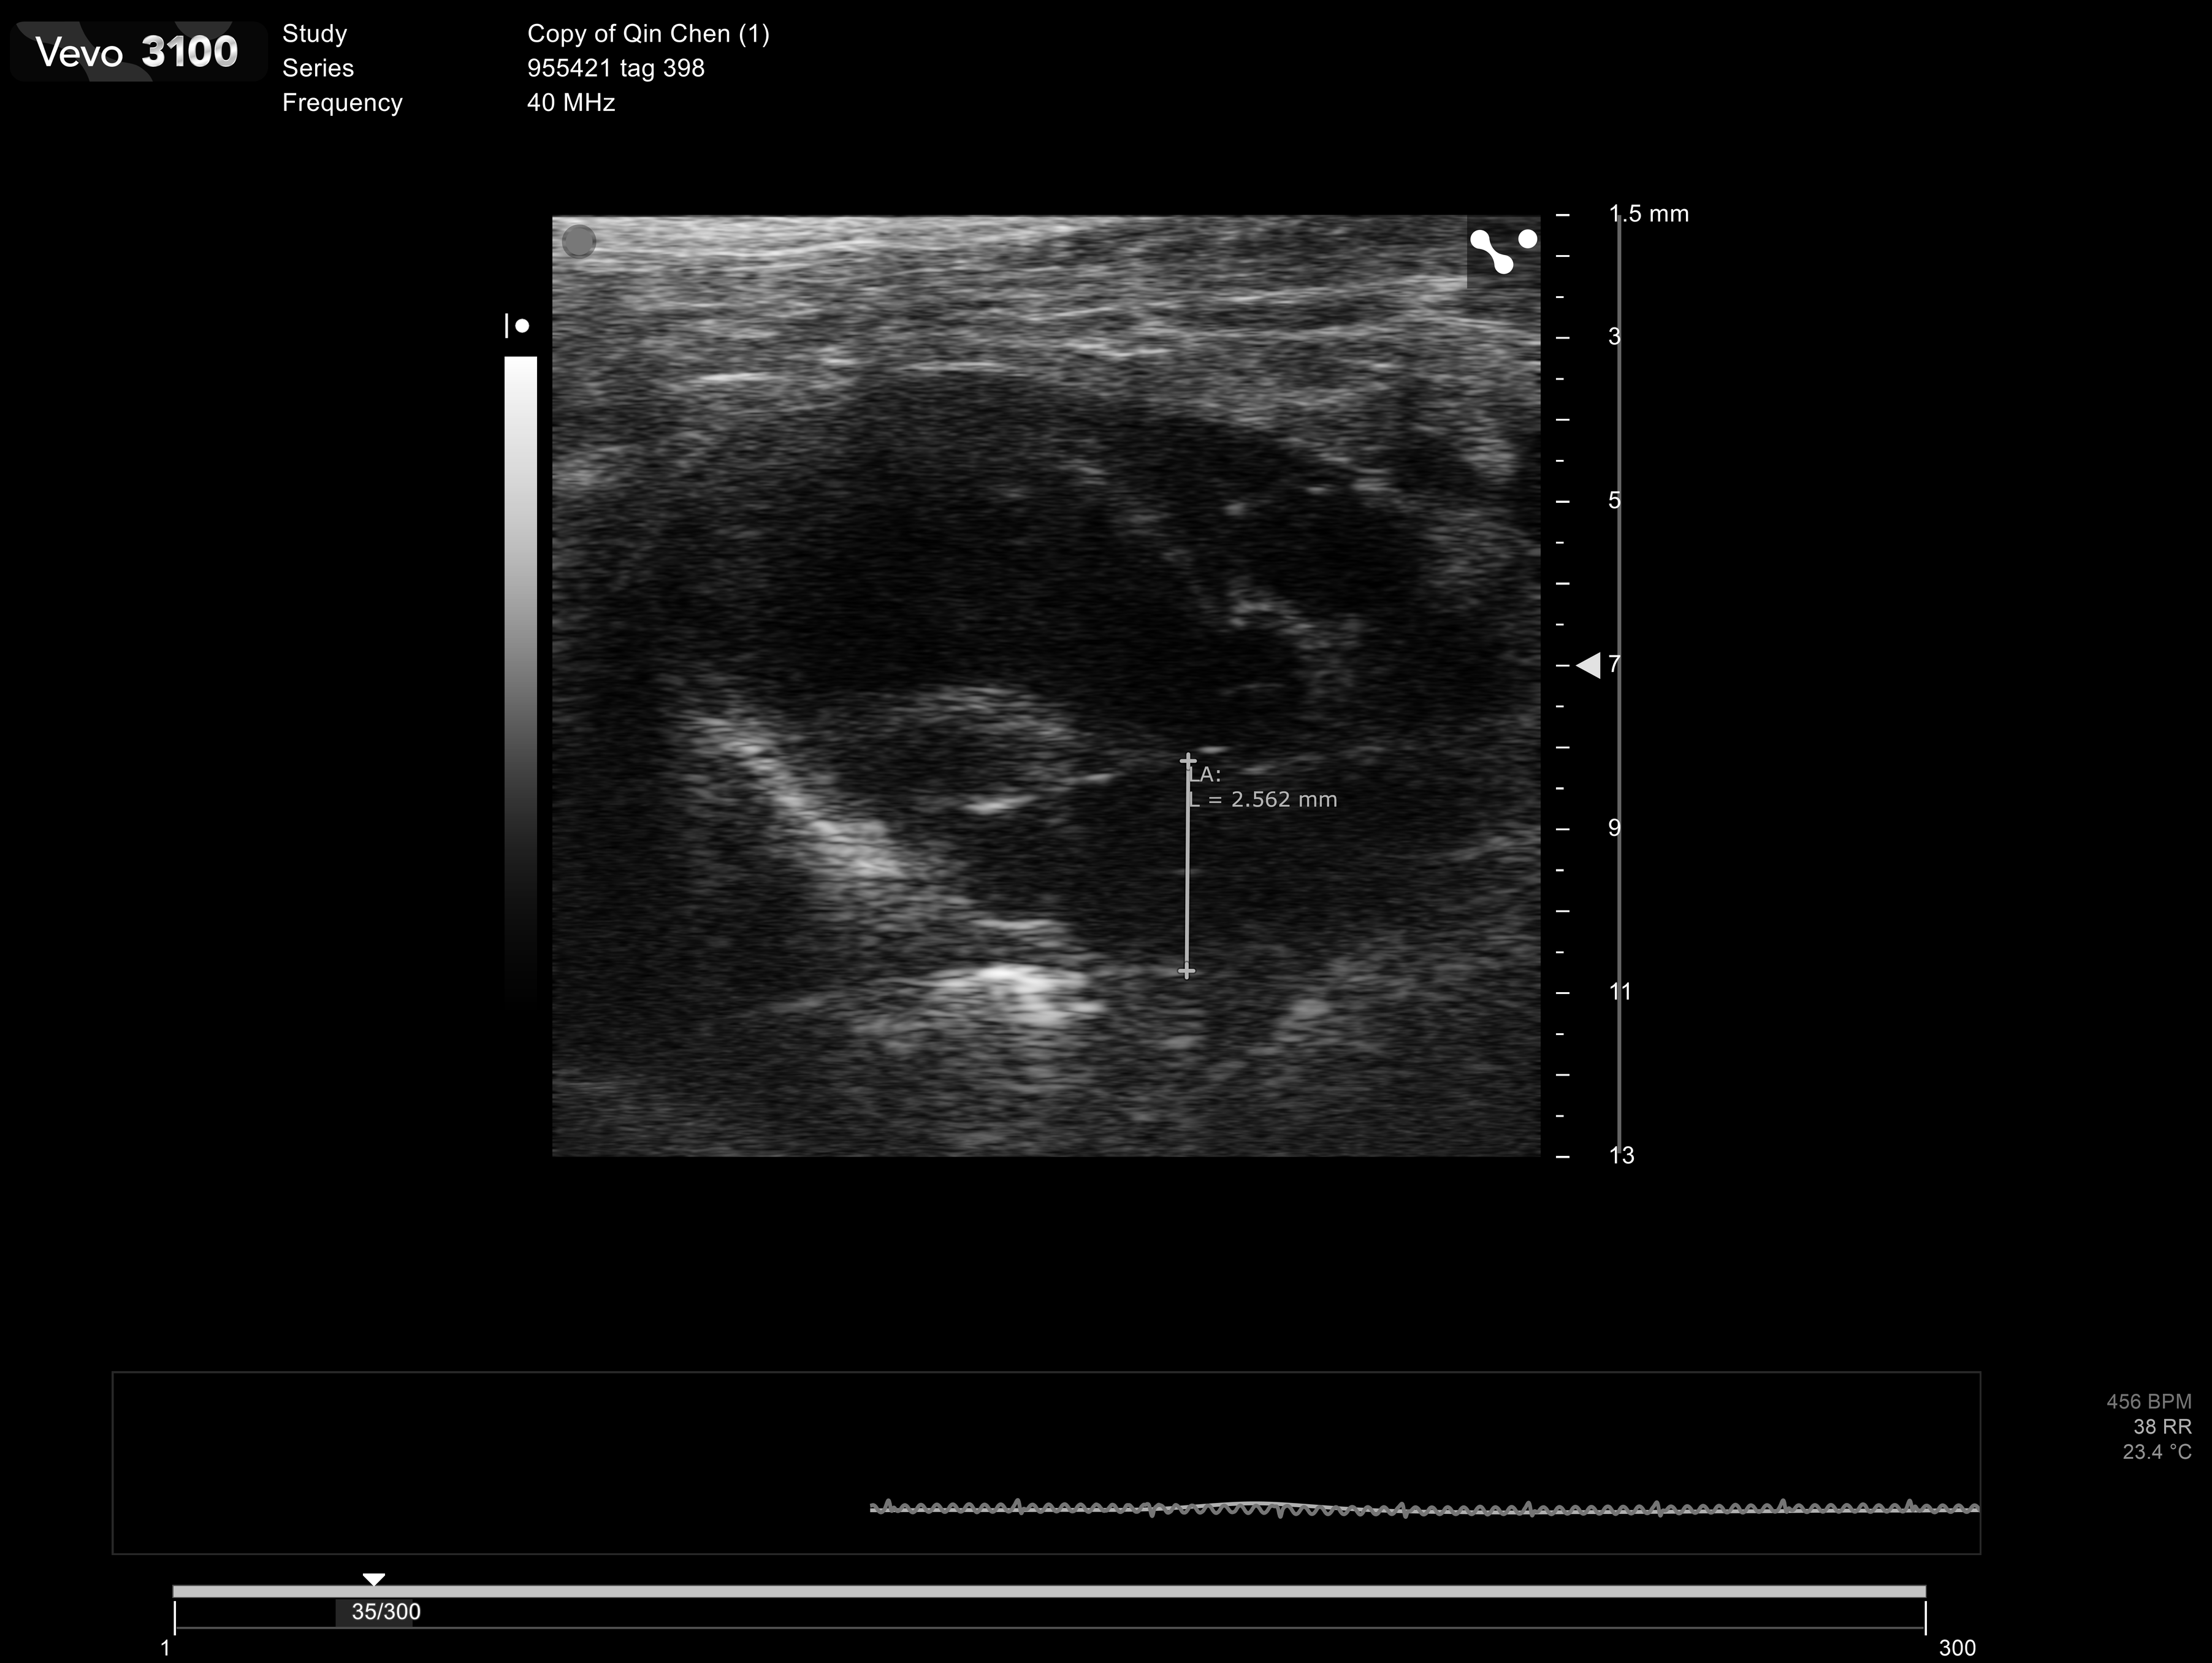 Vevo 3100
Study Copy of Qin Chen (1)
Series 955421 tag 398
Frequency 40 MHz
1.5 mm
3
5
7
LA:
L = 2.562 mm
9
11
13
456 BPM
38 RR
23.4 °C
35/300
1
300